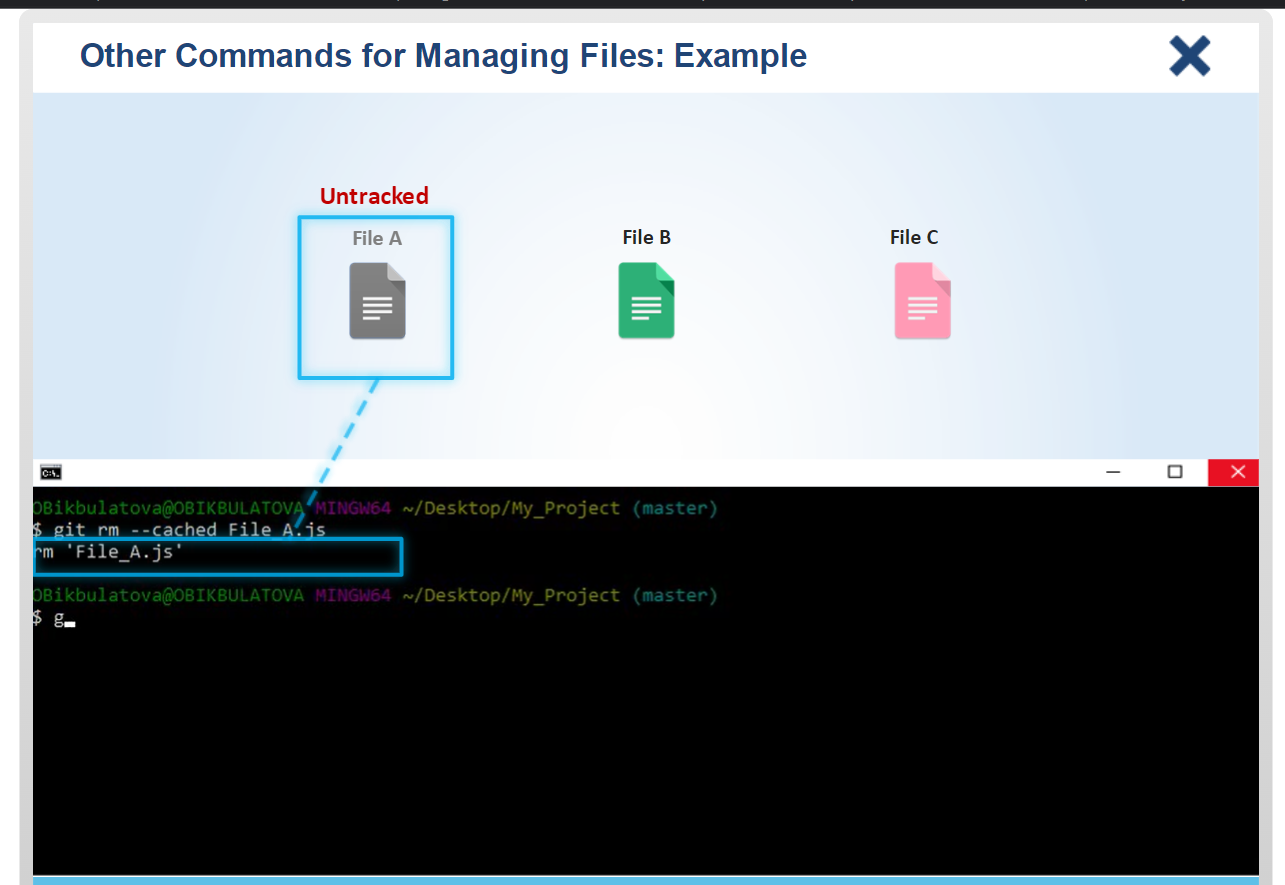 Other Commands for Managing Files: Example
Untracked
File A
File B
File C
C:\.
OBikbulatova@OBIKBULATOVA MINGW64 ~/Desktop/My_Project (master)
$ git rm --cached File_A.js
rm 'File_A.js'
OBikbulatova@OBIKBULATOVA MINGW64 ~/Desktop/My_Project (master)
$ g